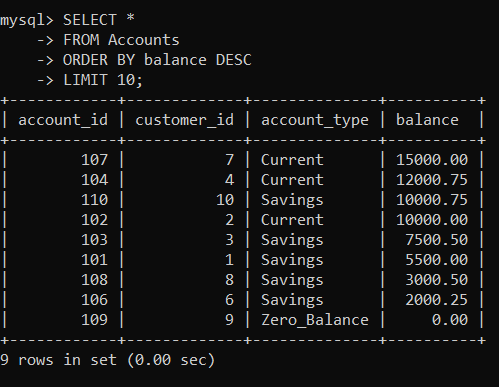 mysql> SELECT *
    -> FROM Accounts
    -> ORDER BY balance DESC
    -> LIMIT 10;
+------------+-------------+--------------+----------+
| account_id | customer_id | account_type | balance  |
+------------+-------------+--------------+----------+
|        107 |           7 | Current      | 15000.00 |
|        104 |           4 | Current      | 12000.75 |
|        110 |          10 | Savings      | 10000.75 |
|        102 |           2 | Current      | 10000.00 |
|        103 |           3 | Savings      |  7500.50 |
|        101 |           1 | Savings      |  5500.00 |
|        108 |           8 | Savings      |  3000.50 |
|        106 |           6 | Savings      |  2000.25 |
|        109 |           9 | Zero_Balance |     0.00 |
+------------+-------------+--------------+----------+
9 rows in set (0.00 sec)